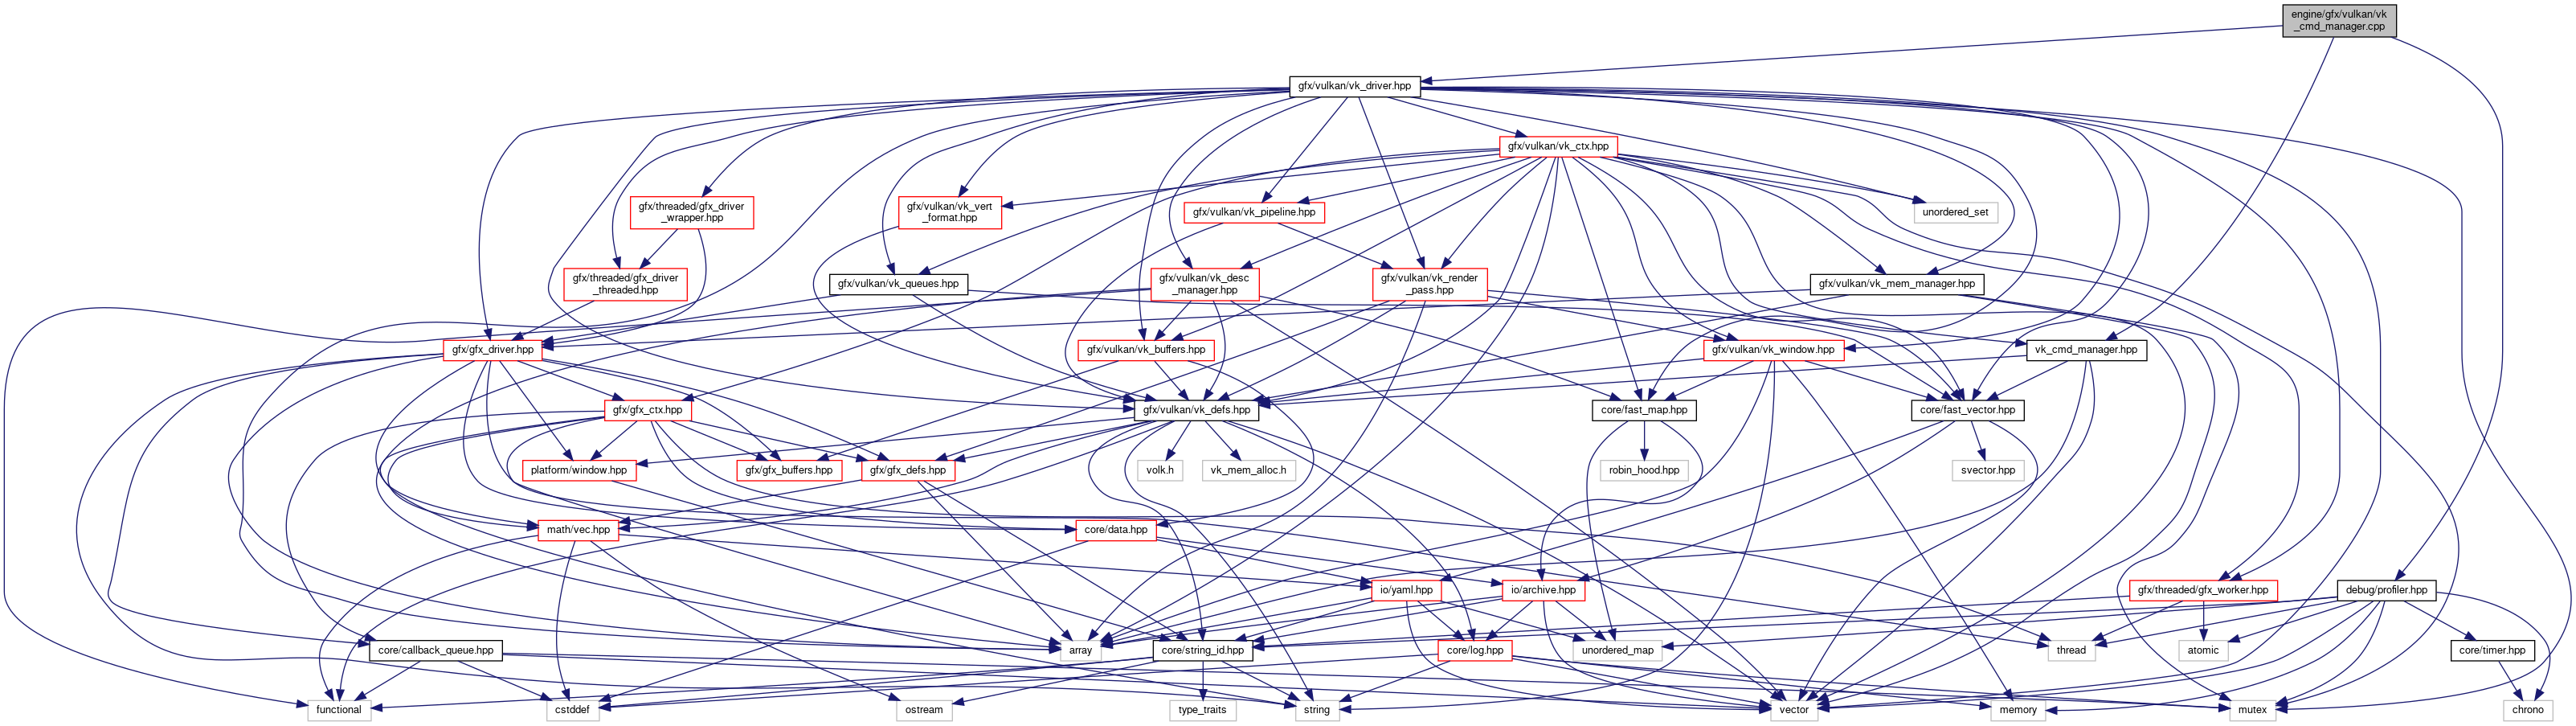 engine/gfx/vulkan/vk
_cmd_manager.cpp
gfx/vulkan/vk_driver.hpp
gfx/vulkan/vk_ctx.hpp
gfx/threaded/gfx_driver
_wrapper.hpp
gfx/vulkan/vk_vert
_format.hpp
gfx/vulkan/vk_pipeline.hpp
unordered_set
gfx/threaded/gfx_driver
_threaded.hpp
gfx/vulkan/vk_queues.hpp
gfx/vulkan/vk_desc
_manager.hpp
gfx/vulkan/vk_render
_pass.hpp
gfx/vulkan/vk_mem_manager.hpp
gfx/gfx_driver.hpp
gfx/vulkan/vk_buffers.hpp
gfx/vulkan/vk_window.hpp
vk_cmd_manager.hpp
gfx/gfx_ctx.hpp
gfx/vulkan/vk_defs.hpp
core/fast_map.hpp
core/fast_vector.hpp
platform/window.hpp
gfx/gfx_buffers.hpp
gfx/gfx_defs.hpp
volk.h
vk_mem_alloc.h
robin_hood.hpp
svector.hpp
math/vec.hpp
core/data.hpp
io/yaml.hpp
io/archive.hpp
gfx/threaded/gfx_worker.hpp
debug/profiler.hpp
core/callback_queue.hpp
array
core/string_id.hpp
core/log.hpp
unordered_map
thread
atomic
core/timer.hpp
functional
cstddef
ostream
type_traits
string
vector
memory
mutex
chrono